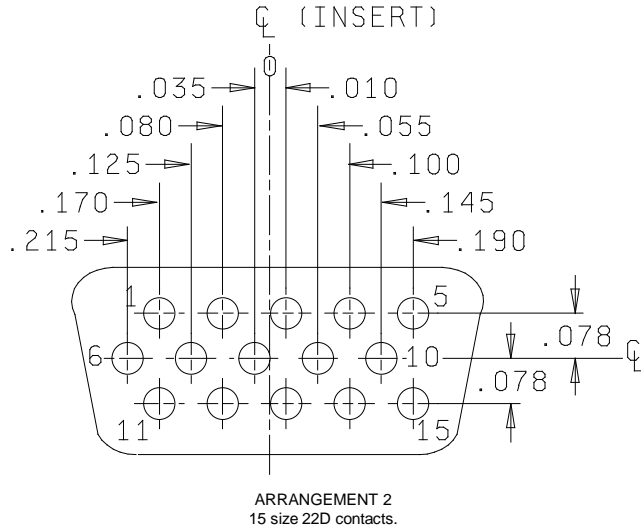 ℄ (INSERT)
0
.035 .010
.080 .055
.125 .100
.170 .145
.215 .190
1 5
.078
6 10 ℄
.078
11 15
ARRANGEMENT 2
15 size 22D contacts.